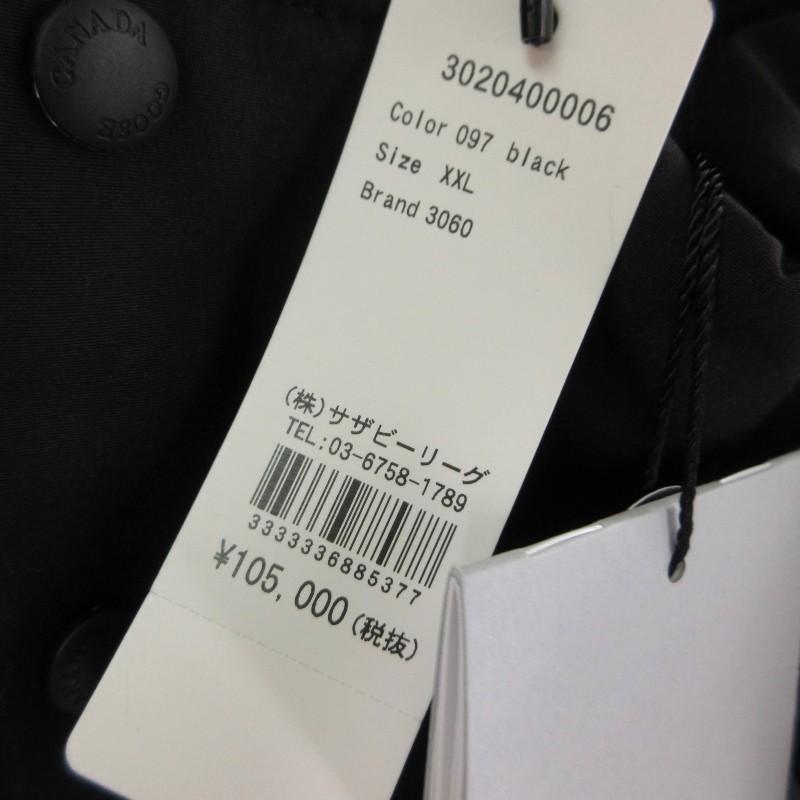 CANADA
GOOSE
3020400006
Color 097 black
Size XXL
Brand 3060
(株)サザビーリーグ
TEL:03-6758-1789
3333336885377
¥105,000(税抜)